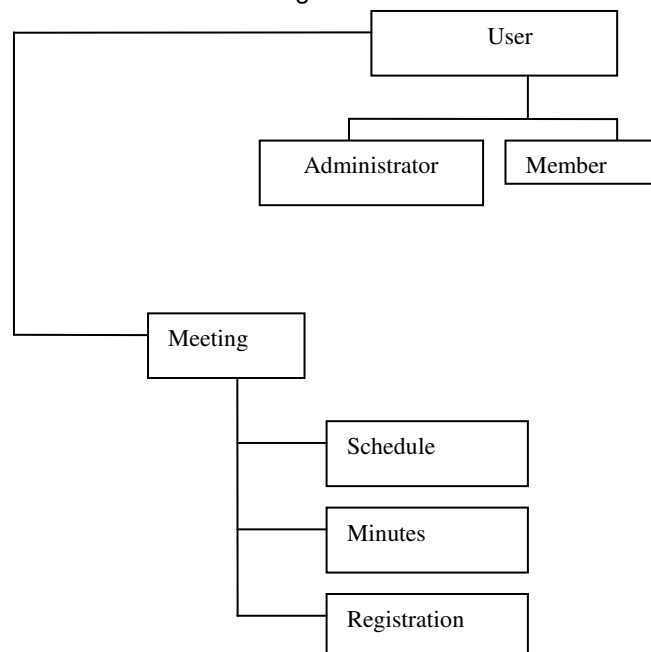 User
Administrator
Member
Meeting
Schedule
Minutes
Registration